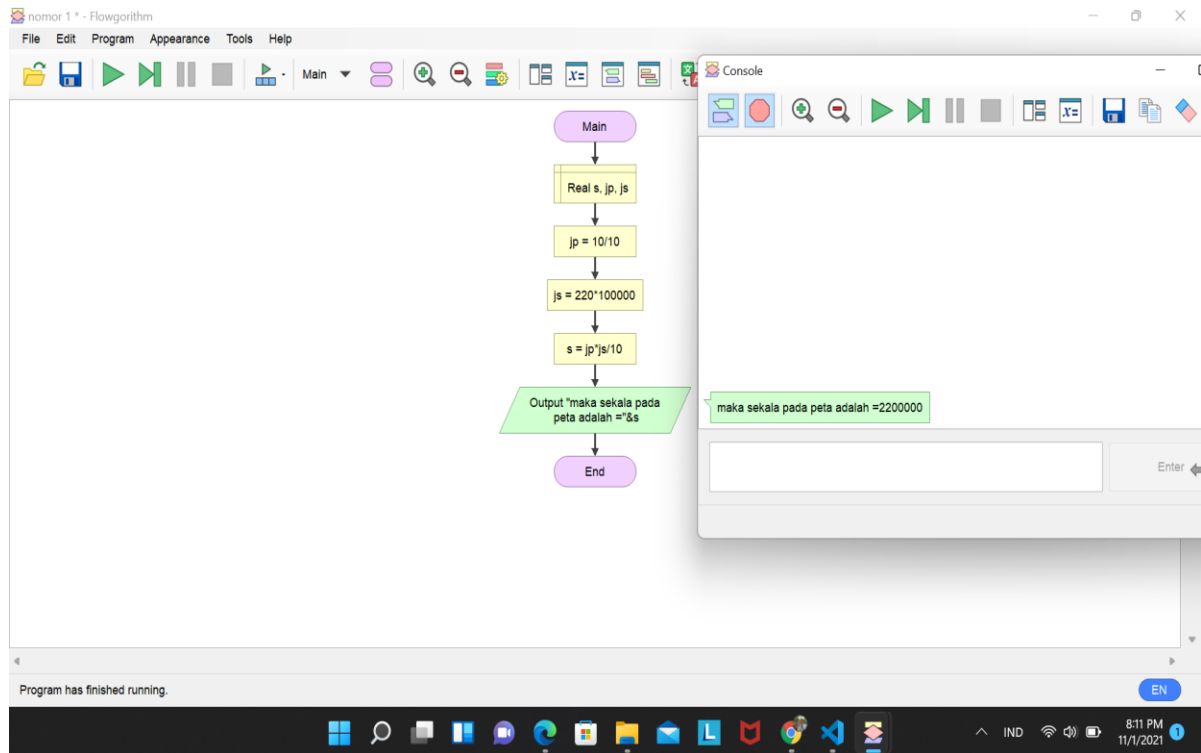 nomor 1 * - Flowgorithm
File Edit Program Appearance Tools Help
Main
Console
Main
Real s, jp, js
jp = 10/10
js = 220*100000
s = jp*js/10
Output "maka sekala pada
peta adalah ="&s
End
maka sekala pada peta adalah =2200000
Enter
Program has finished running.
EN
IND
8:11 PM
11/1/2021
1